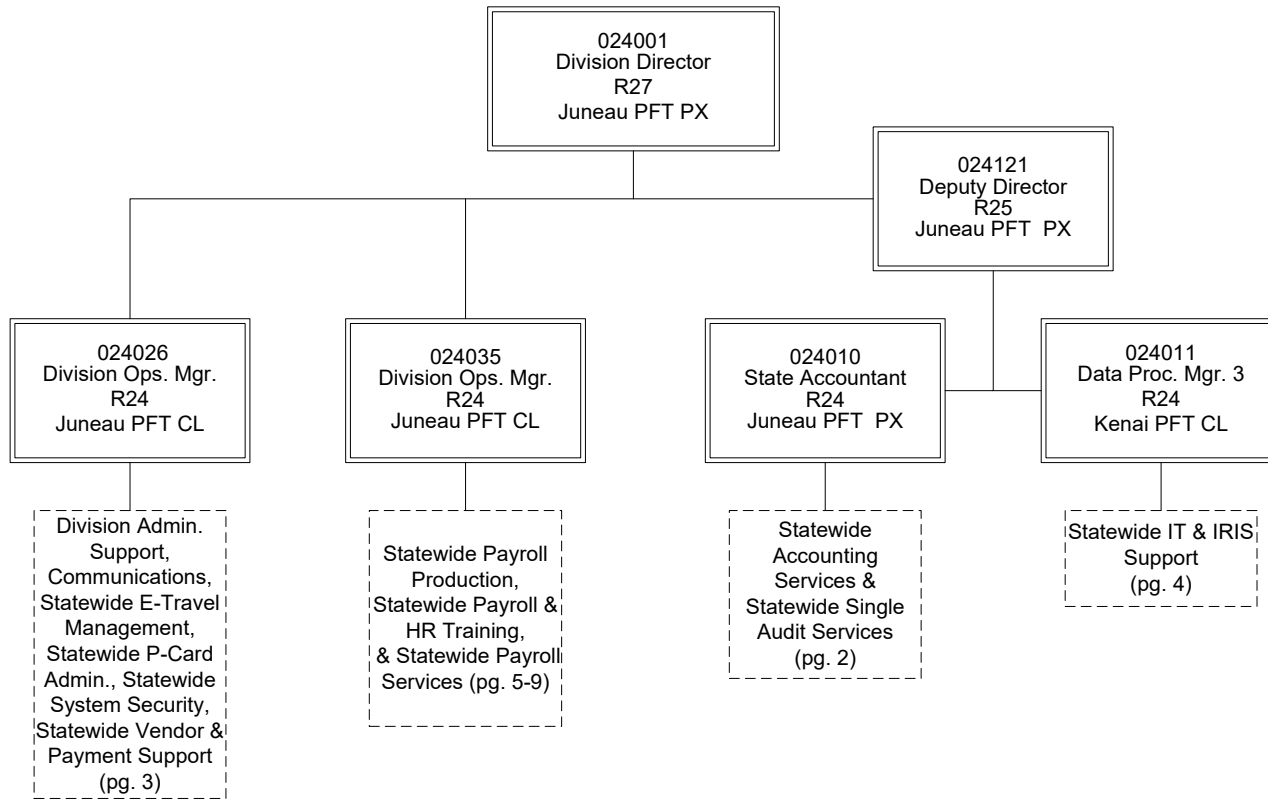 024001
Division Director
R27
Juneau PFT PX
024121
Deputy Director
R25
Juneau PFT  PX
024026
Division Ops. Mgr.
R24
Juneau PFT CL
024035
Division Ops. Mgr.
R24
Juneau PFT CL
024010
State Accountant
R24
Juneau PFT  PX
024011
Data Proc. Mgr. 3
R24
Kenai PFT CL
Division Admin.
Support,
Communications,
Statewide E-Travel
Management,
Statewide P-Card
Admin., Statewide
System Security,
Statewide Vendor &
Payment Support
(pg. 3)
Statewide Payroll
Production,
Statewide Payroll &
HR Training,
& Statewide Payroll
Services (pg. 5-9)
Statewide
Accounting
Services &
Statewide Single
Audit Services
(pg. 2)
Statewide IT & IRIS
Support
(pg. 4)